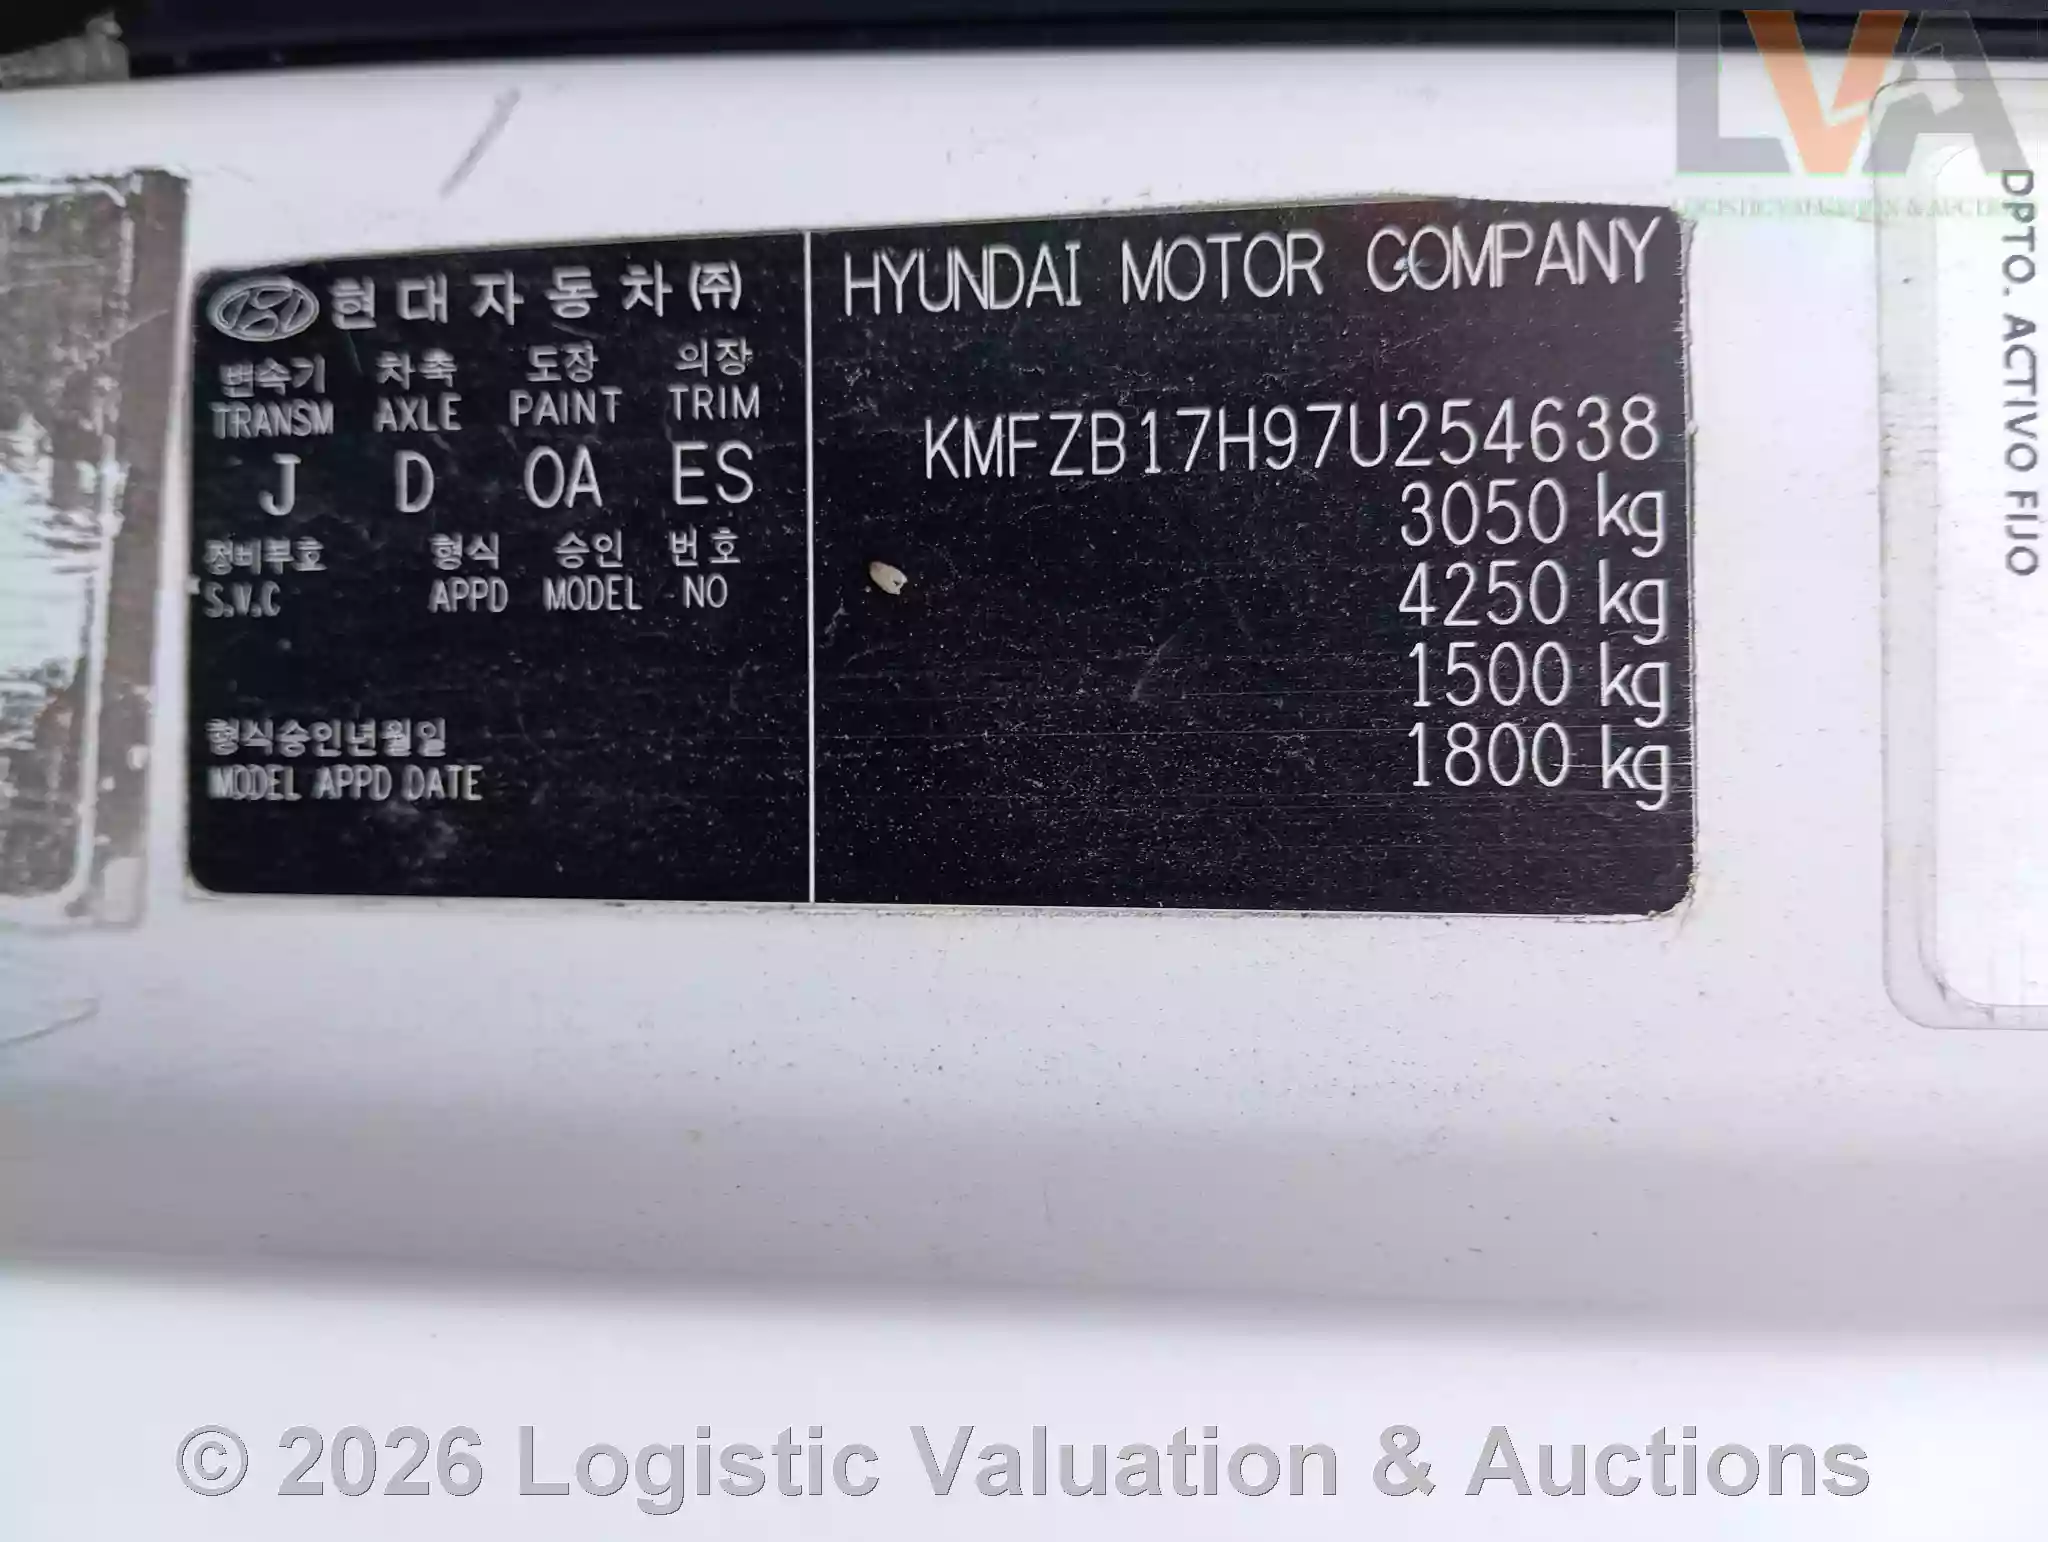 LVA
LOGISTIC VALUATION & AUCTIONS
현대자동차(주)
HYUNDAI MOTOR COMPANY
변속기 차축 도장 의장
TRANSM AXLE PAINT TRIM
J D OA ES
정비부호 형식 승인 번호
S.V.C APPD MODEL NO
형식승인년월일
MODEL APPD DATE
KMFZB17H97U254638
3050 kg
4250 kg
1500 kg
1800 kg
DPTO. ACTIVO FIJO
© 2026 Logistic Valuation & Auctions